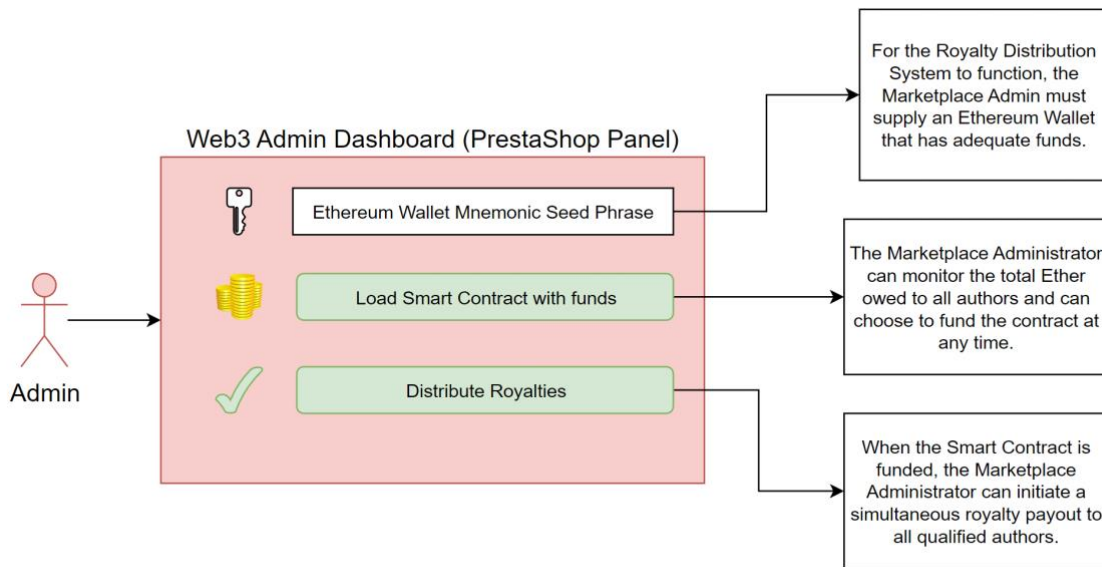 Web3 Admin Dashboard (PrestaShop Panel)
Ethereum Wallet Mnemonic Seed Phrase
Load Smart Contract with funds
Distribute Royalties
Admin
For the Royalty Distribution
System to function, the
Marketplace Admin must
supply an Ethereum Wallet
that has adequate funds.
The Marketplace Administrator
can monitor the total Ether
owed to all authors and can
choose to fund the contract at
any time.
When the Smart Contract is
funded, the Marketplace
Administrator can initiate a
simultaneous royalty payout to
all qualified authors.